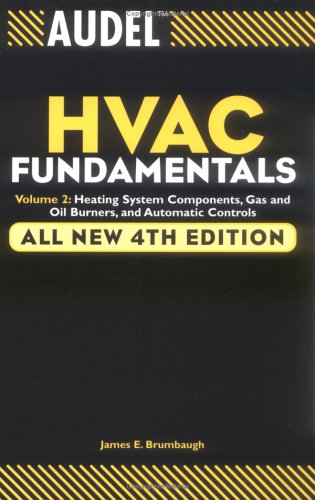 AUDEL™
HVAC
FUNDAMENTALS
Volume 2: Heating System Components, Gas and
Oil Burners, and Automatic Controls
ALL NEW 4TH EDITION
James E. Brumbaugh